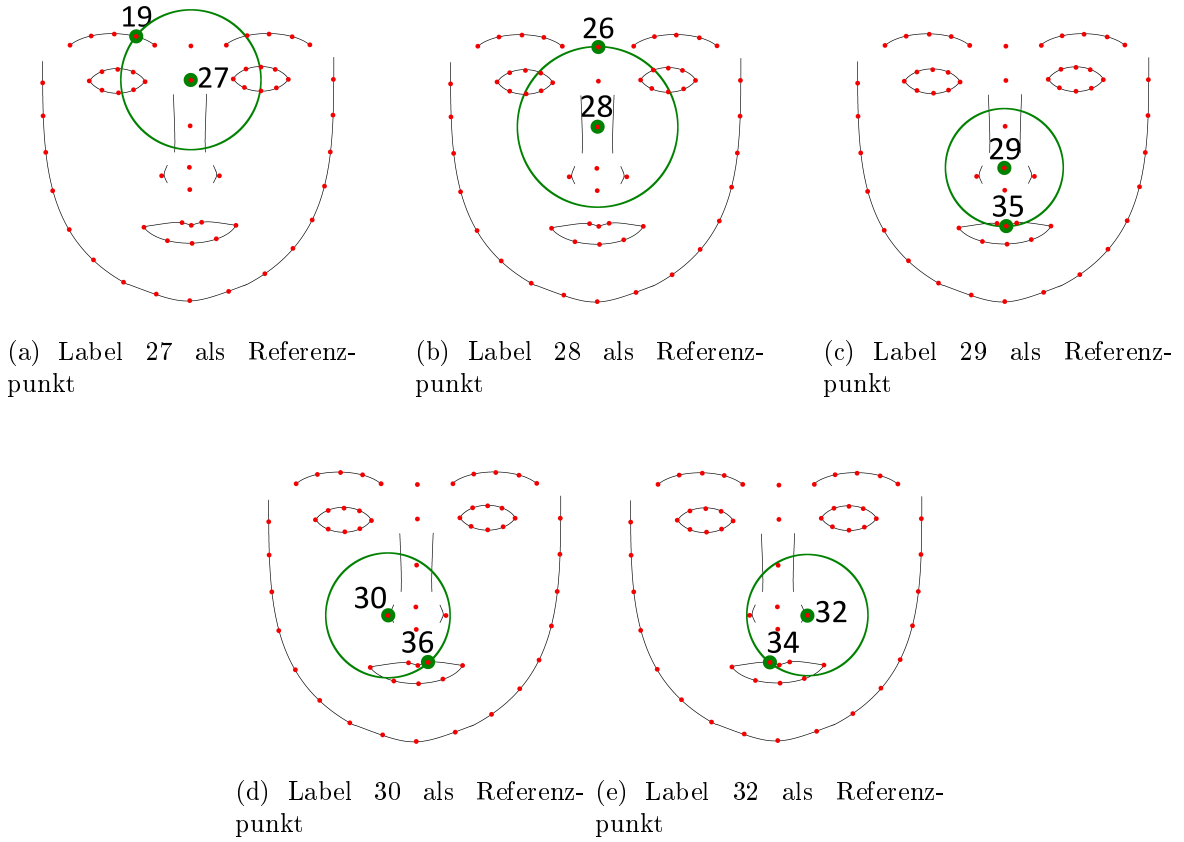 19
27
26
28
29
35
(a) Label 27 als Referenz-
punkt
(b) Label 28 als Referenz-
punkt
(c) Label 29 als Referenz-
punkt
30
36
32
34
(d) Label 30 als Referenz-
punkt
(e) Label 32 als Referenz-
punkt